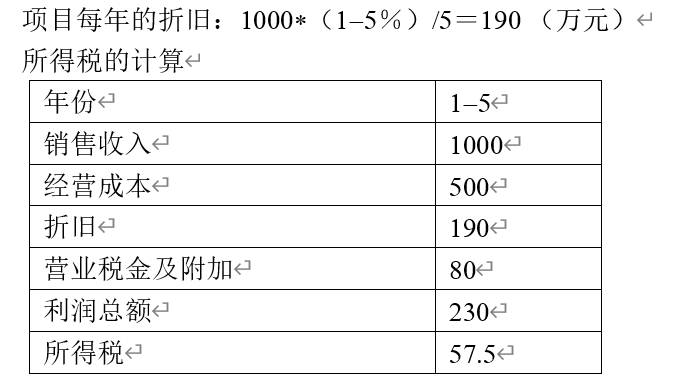 项目每年的折旧：1000*（1–5%）/5＝190 （万元）
所得税的计算
年份 1–5
销售收入 1000
经营成本 500
折旧 190
营业税金及附加 80
利润总额 230
所得税 57.5